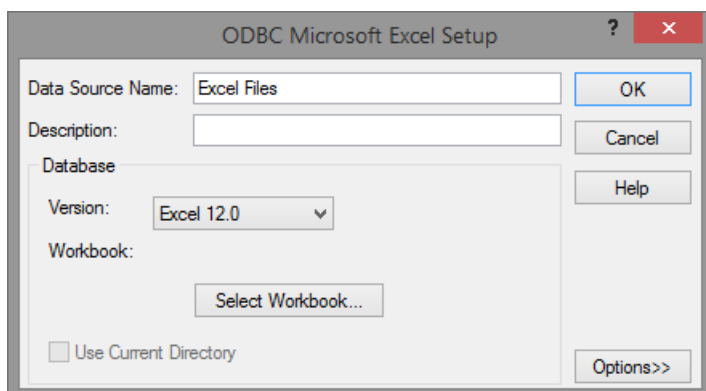 ODBC Microsoft Excel Setup
?
Data Source Name: Excel Files
OK
Description:
Cancel
Database
Help
Version: Excel 12.0
Workbook:
Select Workbook...
Use Current Directory
Options>>